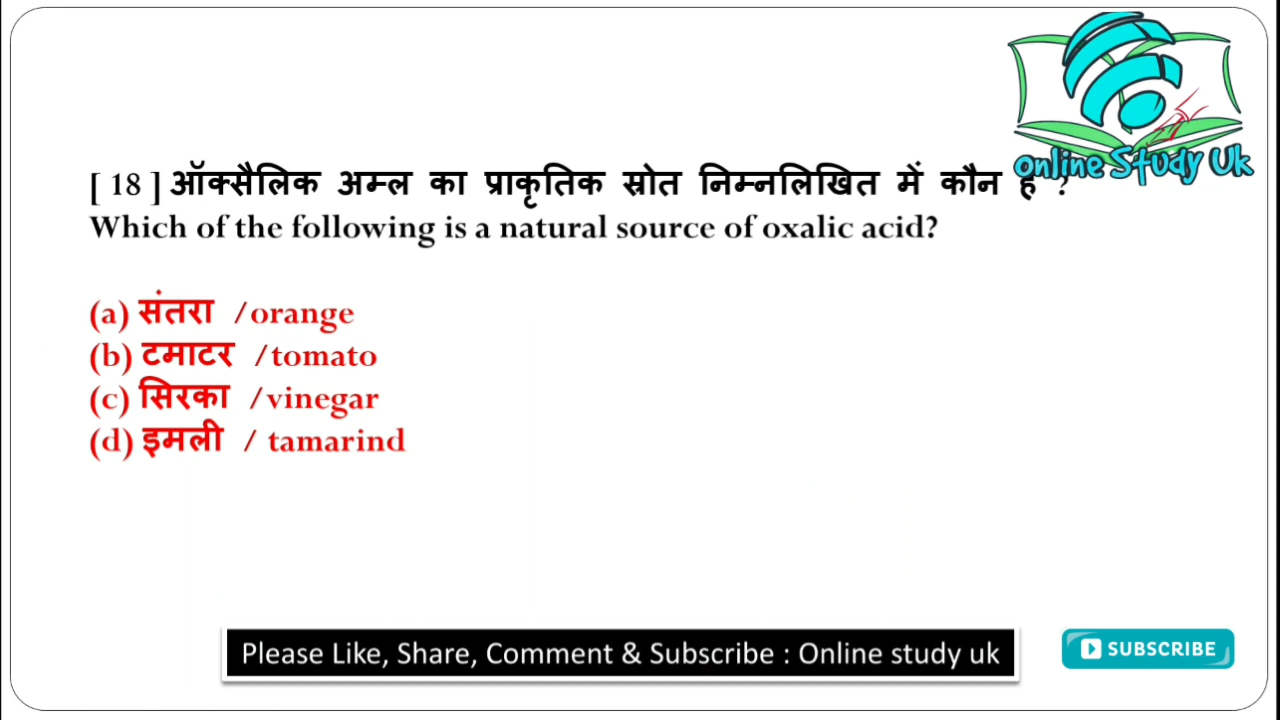 Online Study Uk
[ 18 ] ऑक्सैलिक अम्ल का प्राकृतिक स्रोत निम्नलिखित में कौन है ?
Which of the following is a natural source of oxalic acid?
(a) संतरा /orange
(b) टमाटर /tomato
(c) सिरका /vinegar
(d) इमली / tamarind
Please Like, Share, Comment & Subscribe : Online study uk
SUBSCRIBE